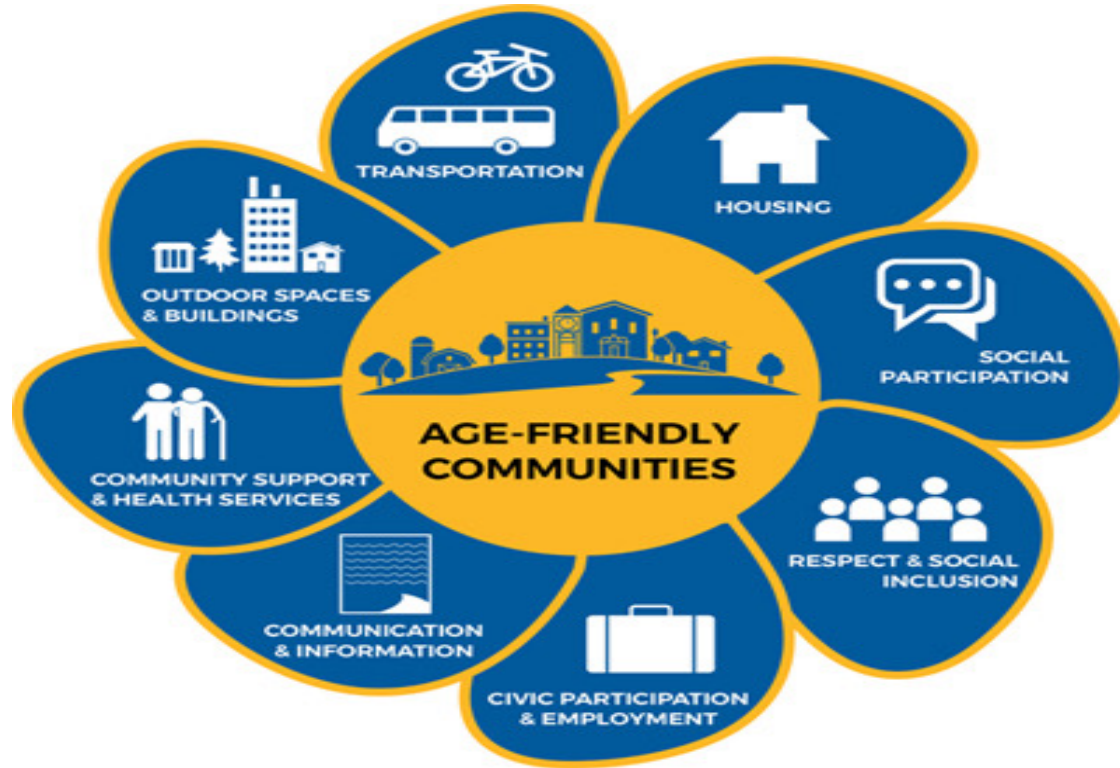 TRANSPORTATION
HOUSING
SOCIAL
PARTICIPATION
RESPECT & SOCIAL
INCLUSION
CIVIC PARTICIPATION
& EMPLOYMENT
COMMUNICATION
& INFORMATION
COMMUNITY SUPPORT
& HEALTH SERVICES
OUTDOOR SPACES
& BUILDINGS
AGE-FRIENDLY
COMMUNITIES